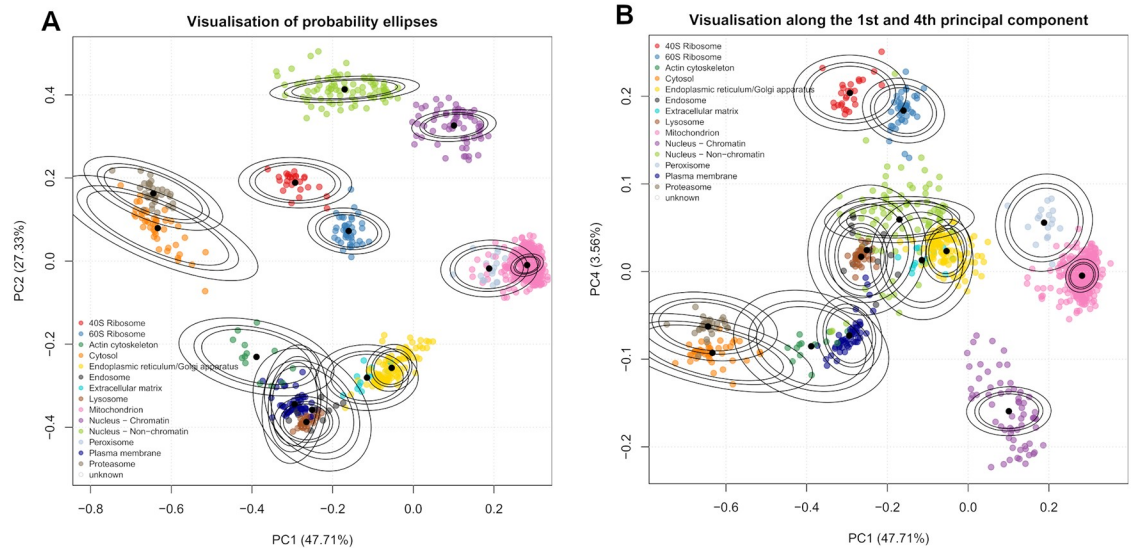 A
Visualisation of probability ellipses
PC2 (27.33%)
0.4
0.2
0.0
−0.2
−0.4
40S Ribosome
60S Ribosome
Actin cytoskeleton
Cytosol
Endoplasmic reticulum/Golgi apparatus
Endosome
Extracellular matrix
Lysosome
Mitochondrion
Nucleus − Chromatin
Nucleus − Non−chromatin
Peroxisome
Plasma membrane
Proteasome
unknown
−0.8 −0.6 −0.4 −0.2 0.0 0.2
PC1 (47.71%)
B
Visualisation along the 1st and 4th principal component
PC4 (3.56%)
40S Ribosome
60S Ribosome
Actin cytoskeleton
Cytosol
Endoplasmic reticulum/Golgi apparatus
Endosome
Extracellular matrix
Lysosome
Mitochondrion
Nucleus − Chromatin
Nucleus − Non−chromatin
Peroxisome
Plasma membrane
Proteasome
unknown
0.2
0.1
0.0
−0.1
−0.2
−0.6 −0.4 −0.2 0.0 0.2
PC1 (47.71%)